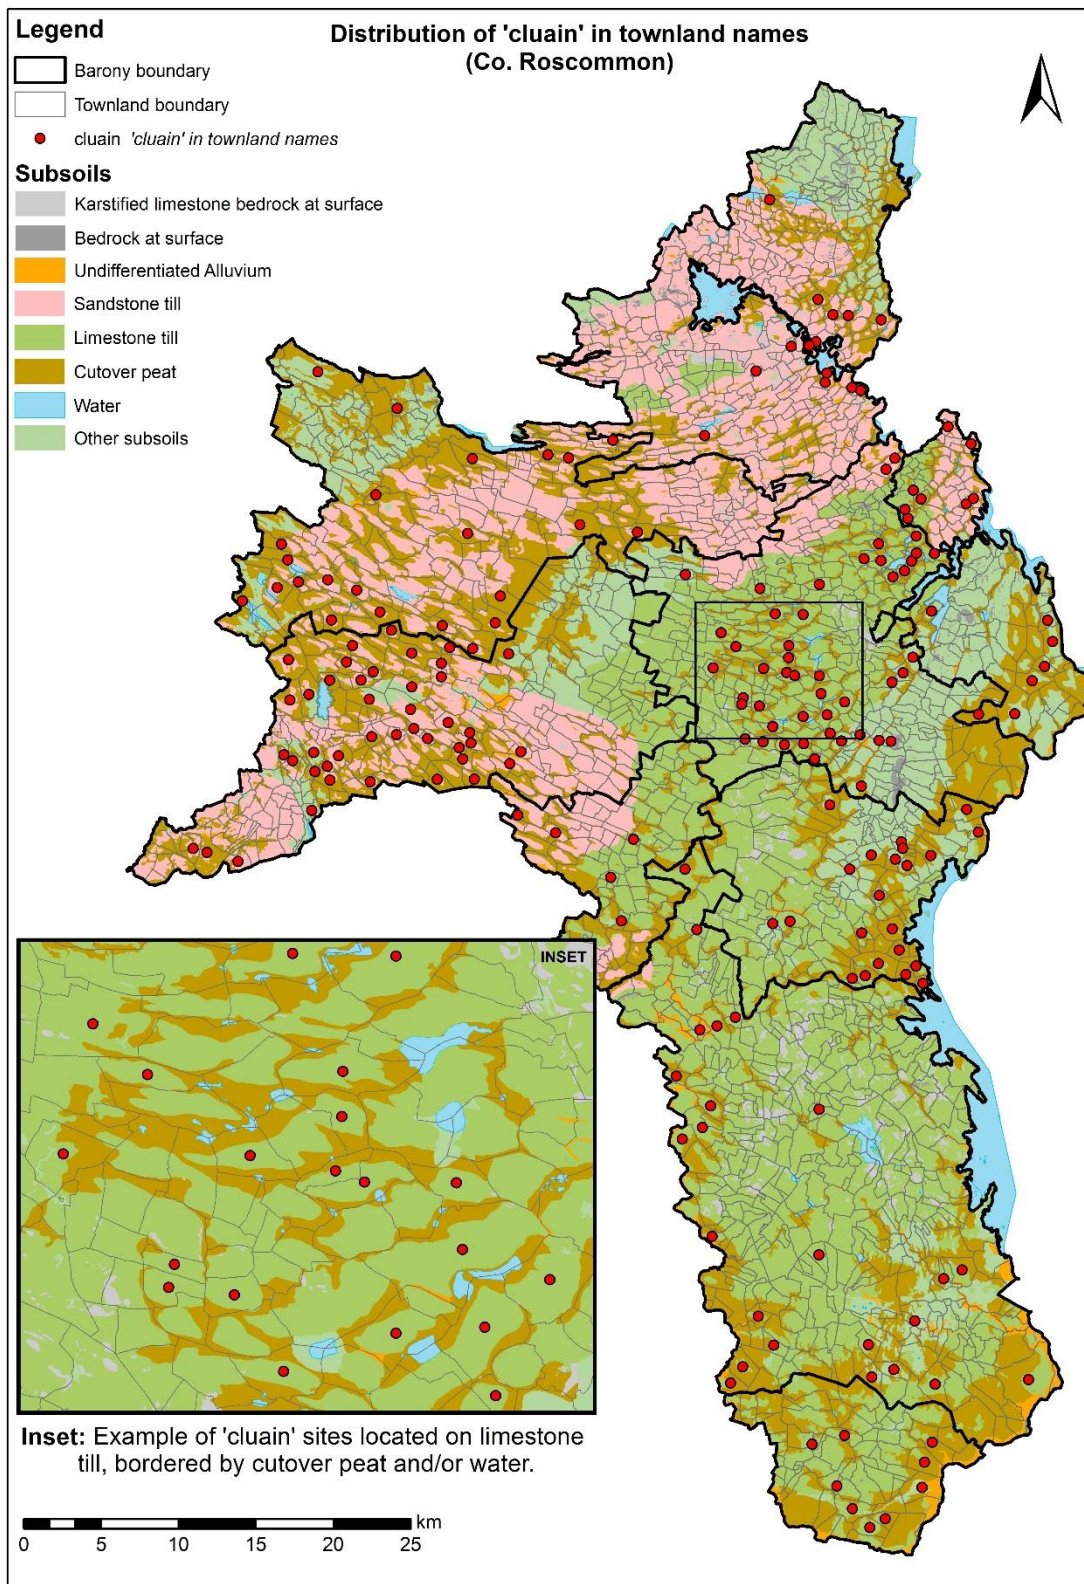 Legend
Distribution of 'cluain' in townland names
(Co. Roscommon)
Barony boundary
Townland boundary
cluain 'cluain' in townland names
Subsoils
Karstified limestone bedrock at surface
Bedrock at surface
Undifferentiated Alluvium
Sandstone till
Limestone till
Cutover peat
Water
Other subsoils
INSET
Inset: Example of 'cluain' sites located on limestone
till, bordered by cutover peat and/or water.
km
0 5 10 15 20 25